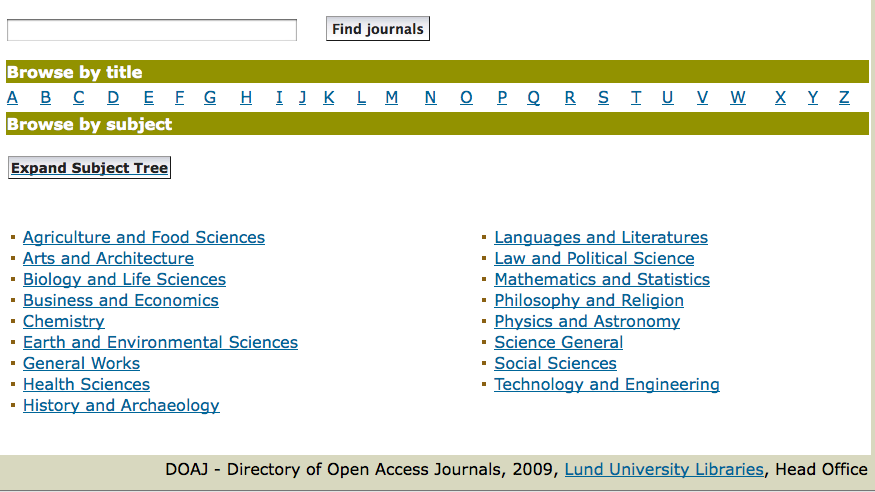 Find journals
Browse by title
A B C D E F G H I J K L M N O P Q R S T U V W X Y Z
Browse by subject
Expand Subject Tree
Agriculture and Food Sciences
Arts and Architecture
Biology and Life Sciences
Business and Economics
Chemistry
Earth and Environmental Sciences
General Works
Health Sciences
History and Archaeology
Languages and Literatures
Law and Political Science
Mathematics and Statistics
Philosophy and Religion
Physics and Astronomy
Science General
Social Sciences
Technology and Engineering
DOAJ - Directory of Open Access Journals, 2009, Lund University Libraries, Head Office